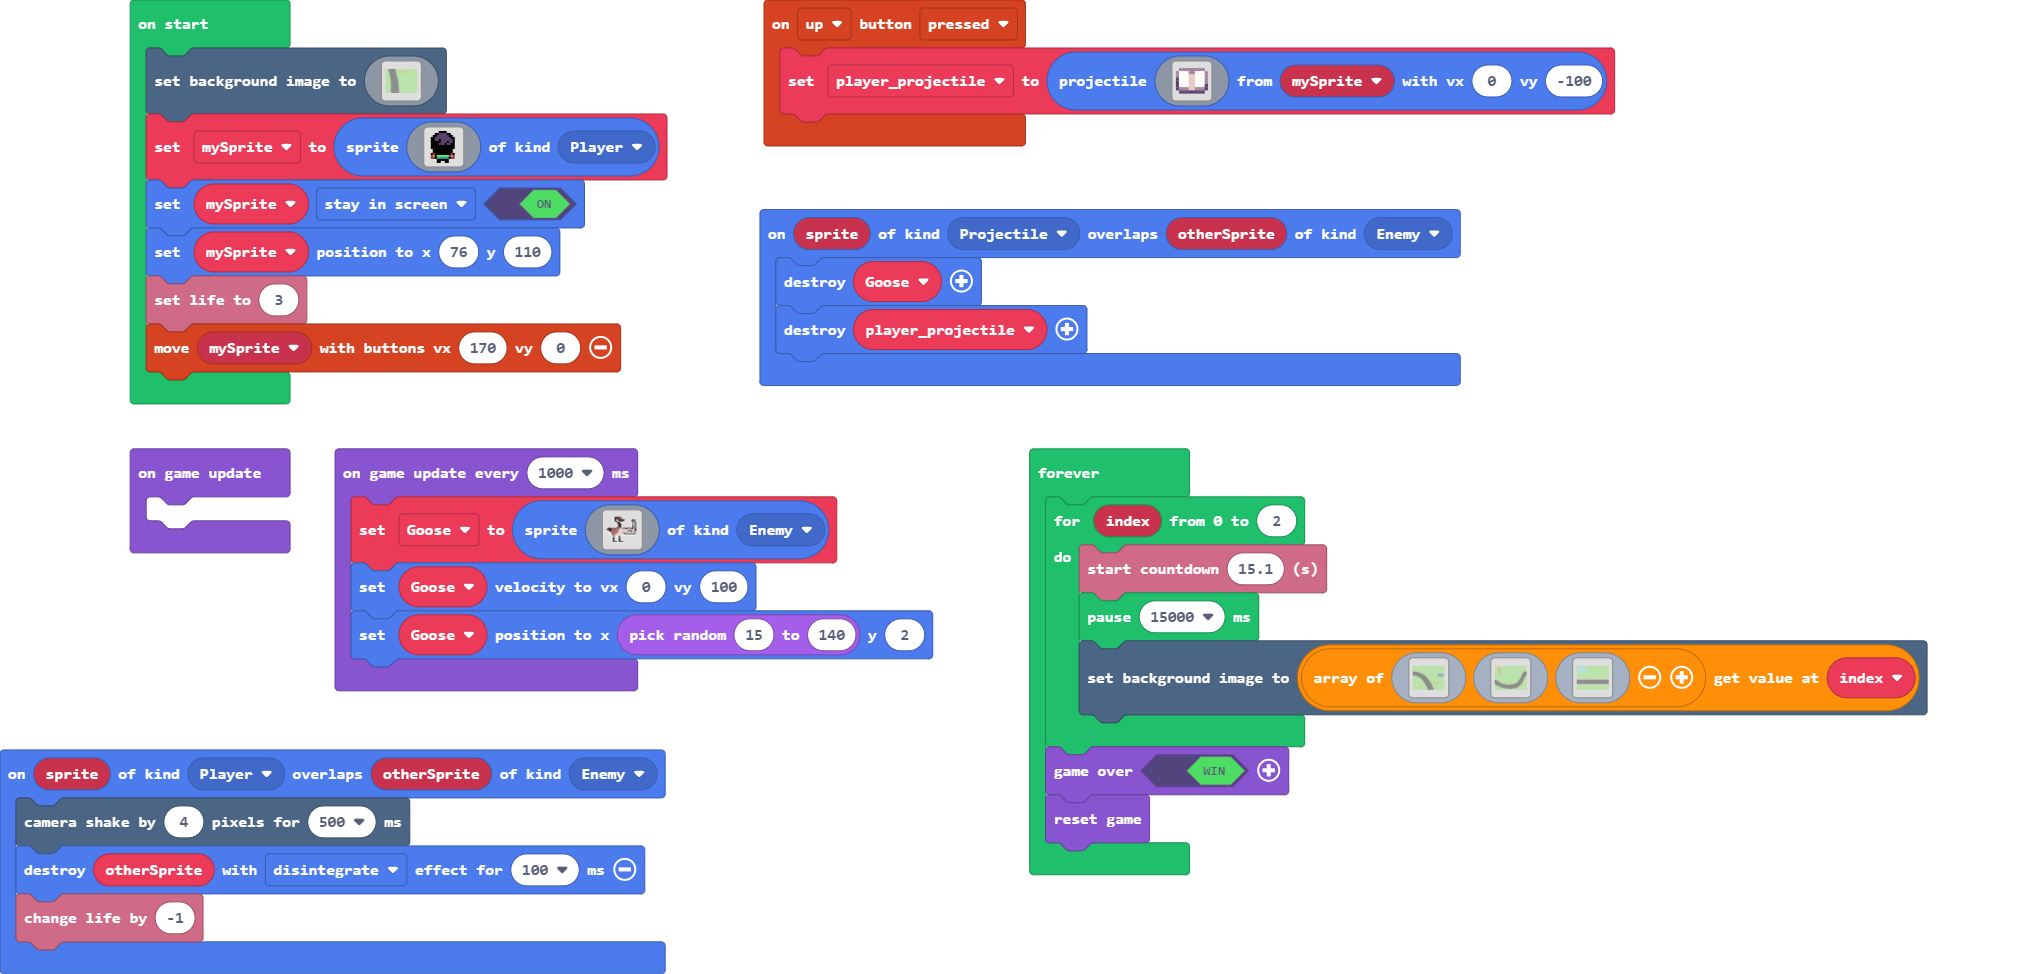 on start
set background image to
set mySprite to sprite of kind Player
set mySprite stay in screen ON
set mySprite position to x 76 y 110
set life to 3
move mySprite with buttons vx 170 vy 0
on up button pressed
set player_projectile to projectile from mySprite with vx 0 vy -100
on sprite of kind Projectile overlaps otherSprite of kind Enemy
destroy Goose
destroy player_projectile
on game update
on game update every 1000 ms
set Goose to sprite of kind Enemy
set Goose velocity to vx 0 vy 100
set Goose position to x pick random 15 to 140 y 2
forever
for index from 0 to 2
do
start countdown 15.1 (s)
pause 15000 ms
set background image to array of get value at index
game over WIN
reset game
on sprite of kind Player overlaps otherSprite of kind Enemy
camera shake by 4 pixels for 500 ms
destroy otherSprite with disintegrate effect for 100 ms
change life by -1